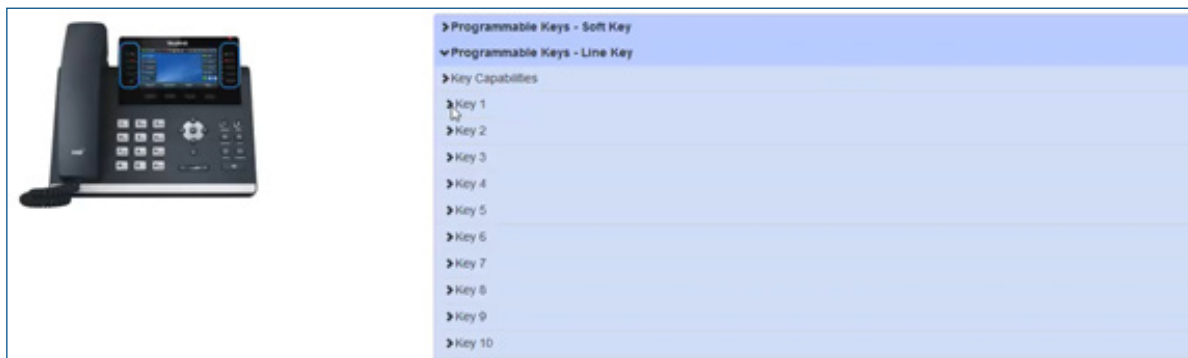 Programmable Keys - Soft Key
Programmable Keys - Line Key
Key Capabilities
Key 1
Key 2
Key 3
Key 4
Key 5
Key 6
Key 7
Key 8
Key 9
Key 10